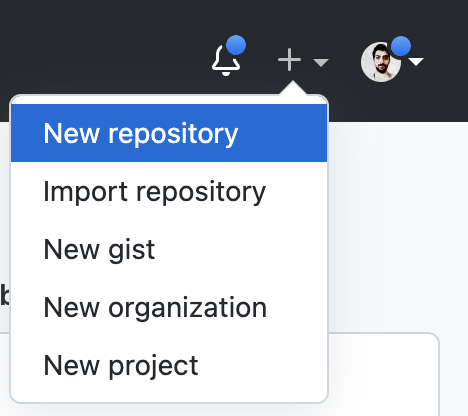 New repository
Import repository
New gist
New organization
New project